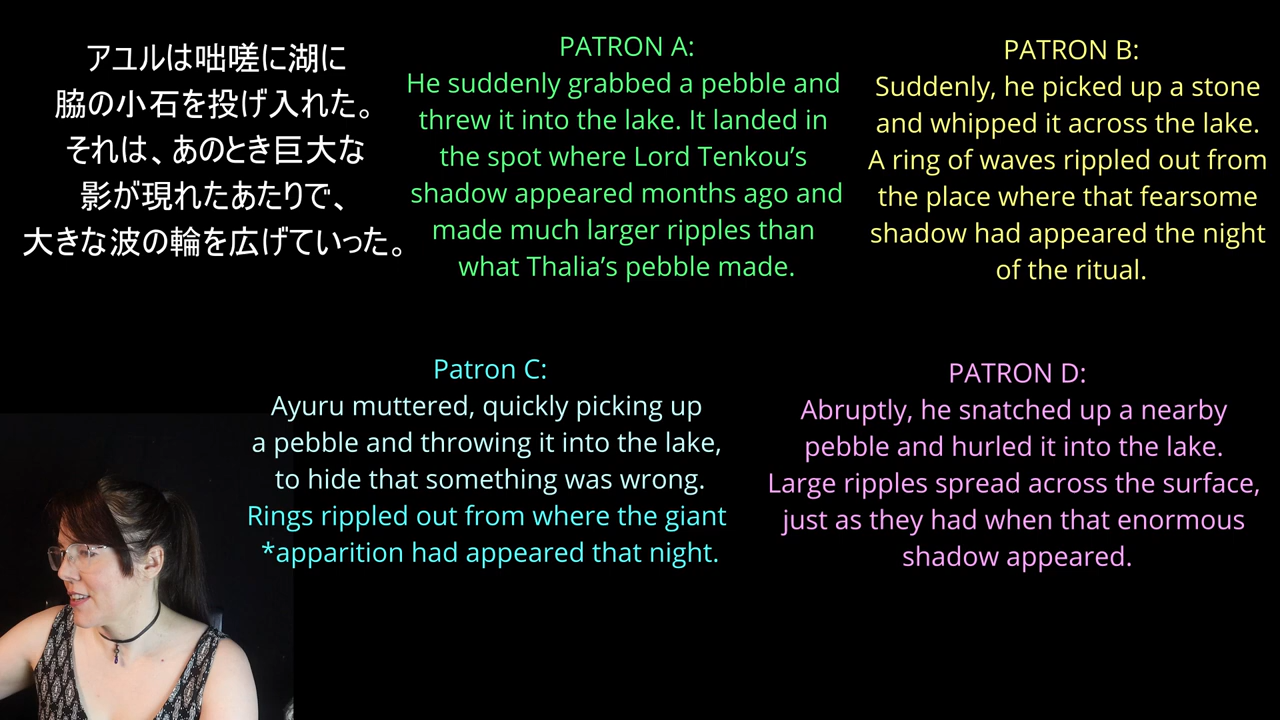 アユルは咄嗟に湖に
脇の小石を投げ入れた。
それは、あのとき巨大な
影が現れたあたりで、
大きな波の輪を広げていった。
PATRON A:
He suddenly grabbed a pebble and
threw it into the lake. It landed in
the spot where Lord Tenkou's
shadow appeared months ago and
made much larger ripples than
what Thalia's pebble made.
PATRON B:
Suddenly, he picked up a stone
and whipped it across the lake.
A ring of waves rippled out from
the place where that fearsome
shadow had appeared the night
of the ritual.
Patron C:
Ayuru muttered, quickly picking up
a pebble and throwing it into the lake,
to hide that something was wrong.
Rings rippled out from where the giant
*apparition had appeared that night.
PATRON D:
Abruptly, he snatched up a nearby
pebble and hurled it into the lake.
Large ripples spread across the surface,
just as they had when that enormous
shadow appeared.